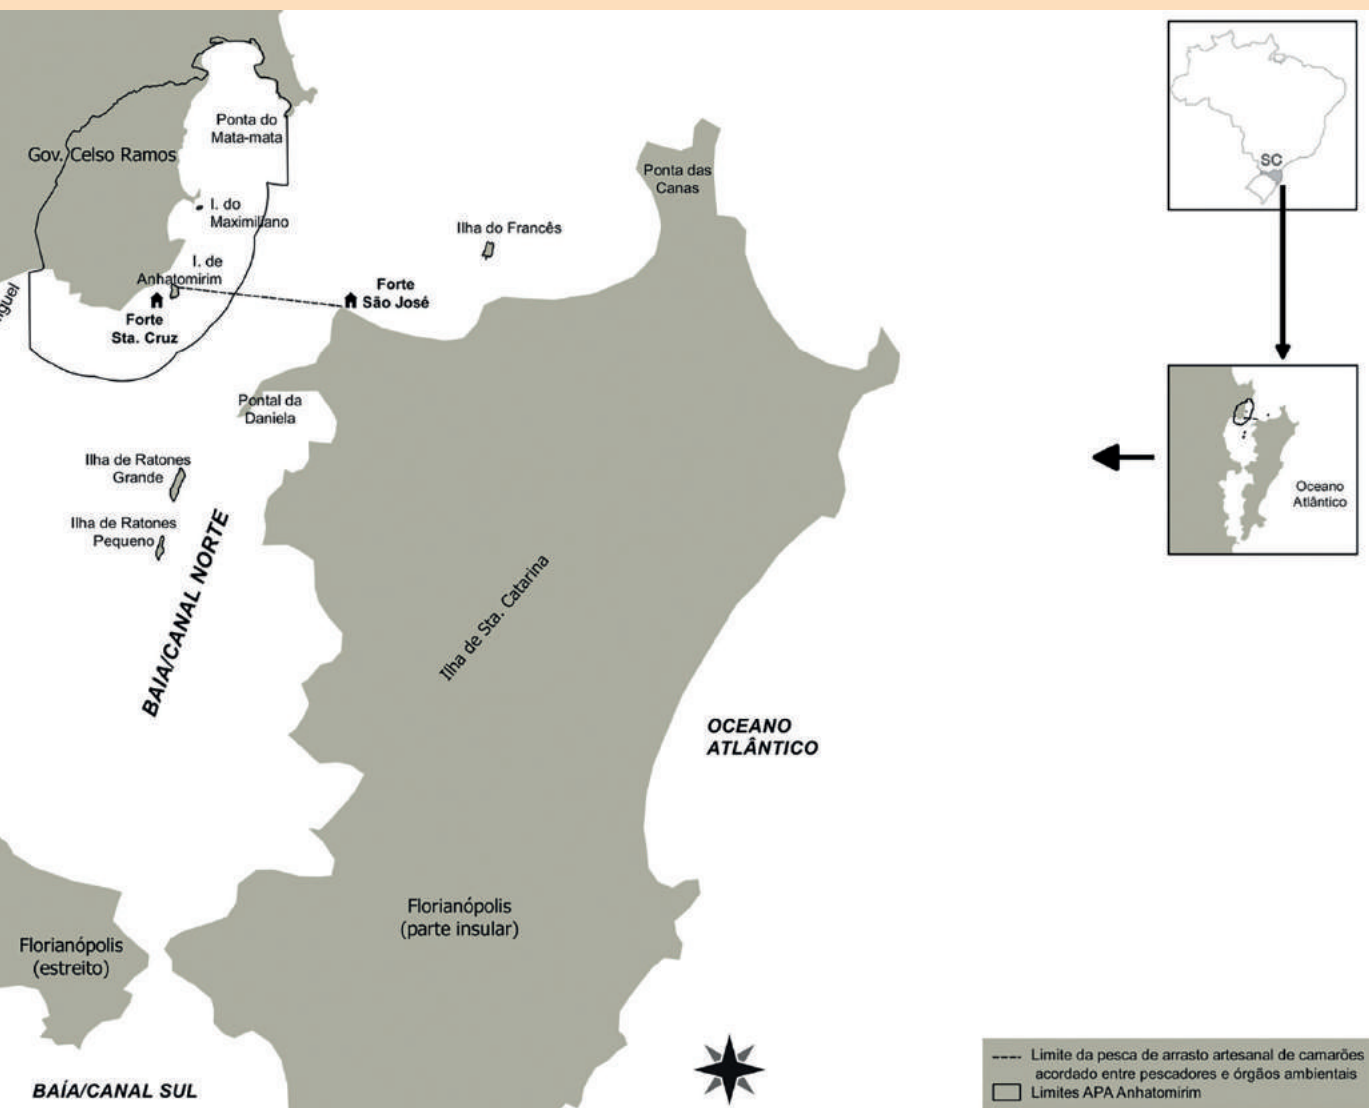 Ponta do
Mata-mata
Gov. Celso Ramos
I. do
Maximiliano
I. de
Anhatomirim
Forte
Sta. Cruz
Forte
São José
Ilha do Francês
Ponta das
Canas
Pontal da
Daniela
Ilha de Ratones
Grande
Ilha de Ratones
Pequeno
BAÍA/CANAL NORTE
Ilha de Sta. Catarina
OCEANO
ATLÂNTICO
Florianópolis
(parte insular)
Florianópolis
(estreito)
BAÍA/CANAL SUL
SC
Oceano
Atlântico
Limite da pesca de arrasto artesanal de camarões
acordado entre pescadores e órgãos ambientais
Limites APA Anhatomirim